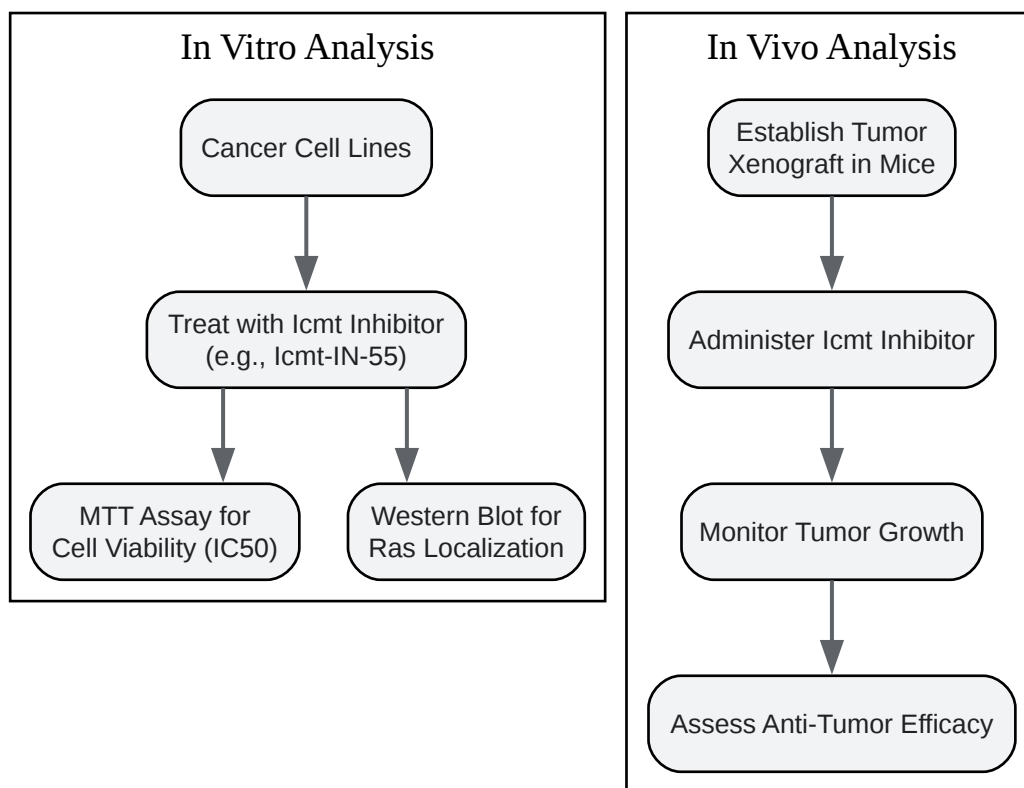 In Vitro Analysis
Cancer Cell Lines
Treat with Icmt Inhibitor
(e.g., Icmt-IN-55)
MTT Assay for
Cell Viability (IC50)
Western Blot for
Ras Localization
In Vivo Analysis
Establish Tumor
Xenograft in Mice
Administer Icmt Inhibitor
Monitor Tumor Growth
Assess Anti-Tumor Efficacy